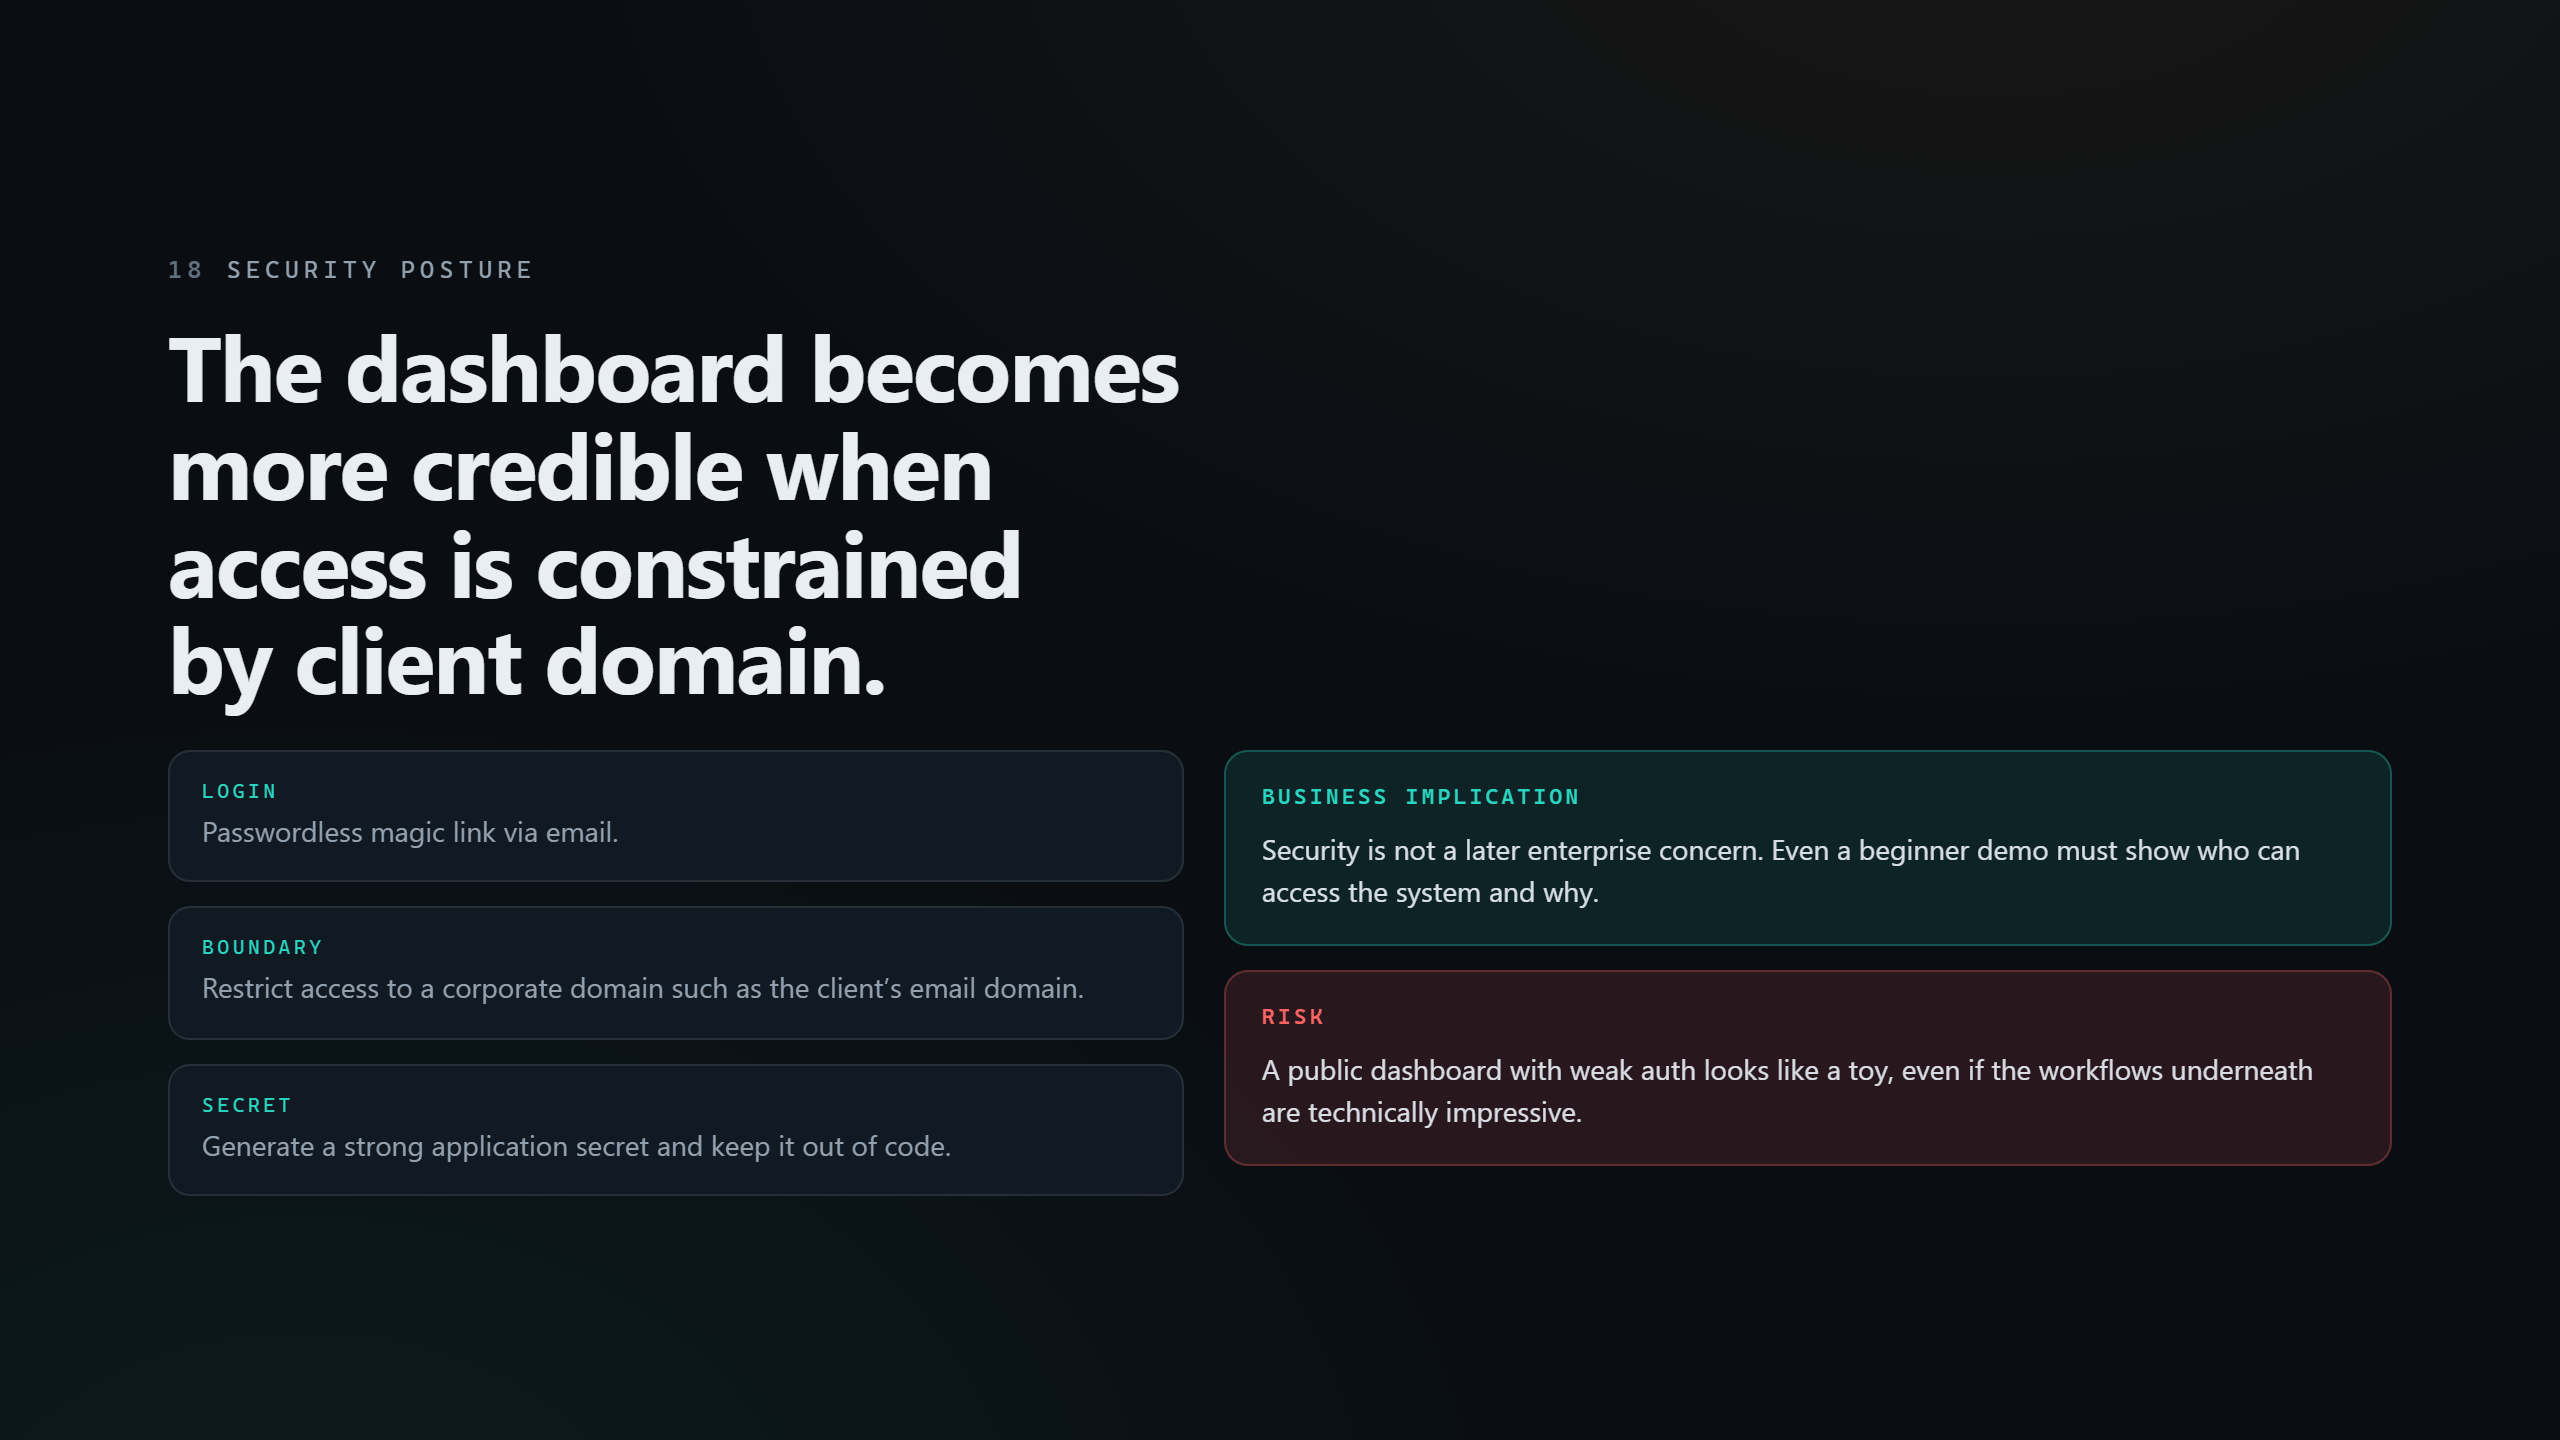 18 SECURITY POSTURE
The dashboard becomes
more credible when
access is constrained
by client domain.
LOGIN
Passwordless magic link via email.
BOUNDARY
Restrict access to a corporate domain such as the client’s email domain.
SECRET
Generate a strong application secret and keep it out of code.
BUSINESS IMPLICATION
Security is not a later enterprise concern. Even a beginner demo must show who can
access the system and why.
RISK
A public dashboard with weak auth looks like a toy, even if the workflows underneath
are technically impressive.